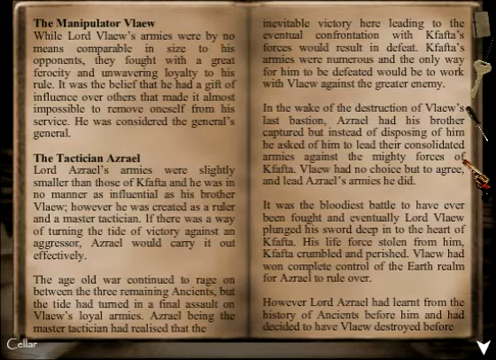 The Manipulator Vlaew
While Lord Vlaew's armies were by no
means comparable in size to his
opponents, they fought with a great
ferocity and unwavering loyalty to his
rule. It was the belief that he had a gift of
influence over others that made it almost
impossible to remove oneself from his
service. He was considered the general's
general.
The Tactician Azrael
Lord Azrael's armies were slightly
smaller than those of Kfafta and he was in
no manner as influential as his brother
Vlaew; however he was created as a ruler
and a master tactician. If there was a way
of turning the tide of victory against an
aggressor, Azrael would carry it out
effectively.
The age old war continued to rage on
between the three remaining Ancients, but
the tide had turned in a final assault on
Vlaew's loyal armies. Azrael being the
master tactician had realised that the
inevitable victory here leading to the
eventual confrontation with Kfafta's
forces would result in defeat. Kfafta's
armies were numerous and the only way
for him to be defeated would be to work
with Vlaew against the greater enemy.
In the wake of the destruction of Vlaew's
last bastion, Azrael had his brother
captured but instead of disposing of him
he asked of him to lead their consolidated
armies against the mighty forces of
Kfafta. Vlaew had no choice but to agree,
and lead Azrael's armies he did.
It was the bloodiest battle to have ever
been fought and eventually Lord Vlaew
plunged his sword deep in to the heart of
Kfafta. His life force stolen from him,
Kfafta crumbled and perished. Vlaew had
won complete control of the Earth realm
for Azrael to rule over.
However Lord Azrael had learnt from the
history of Ancients before him and had
decided to have Vlaew destroyed before
Cellar